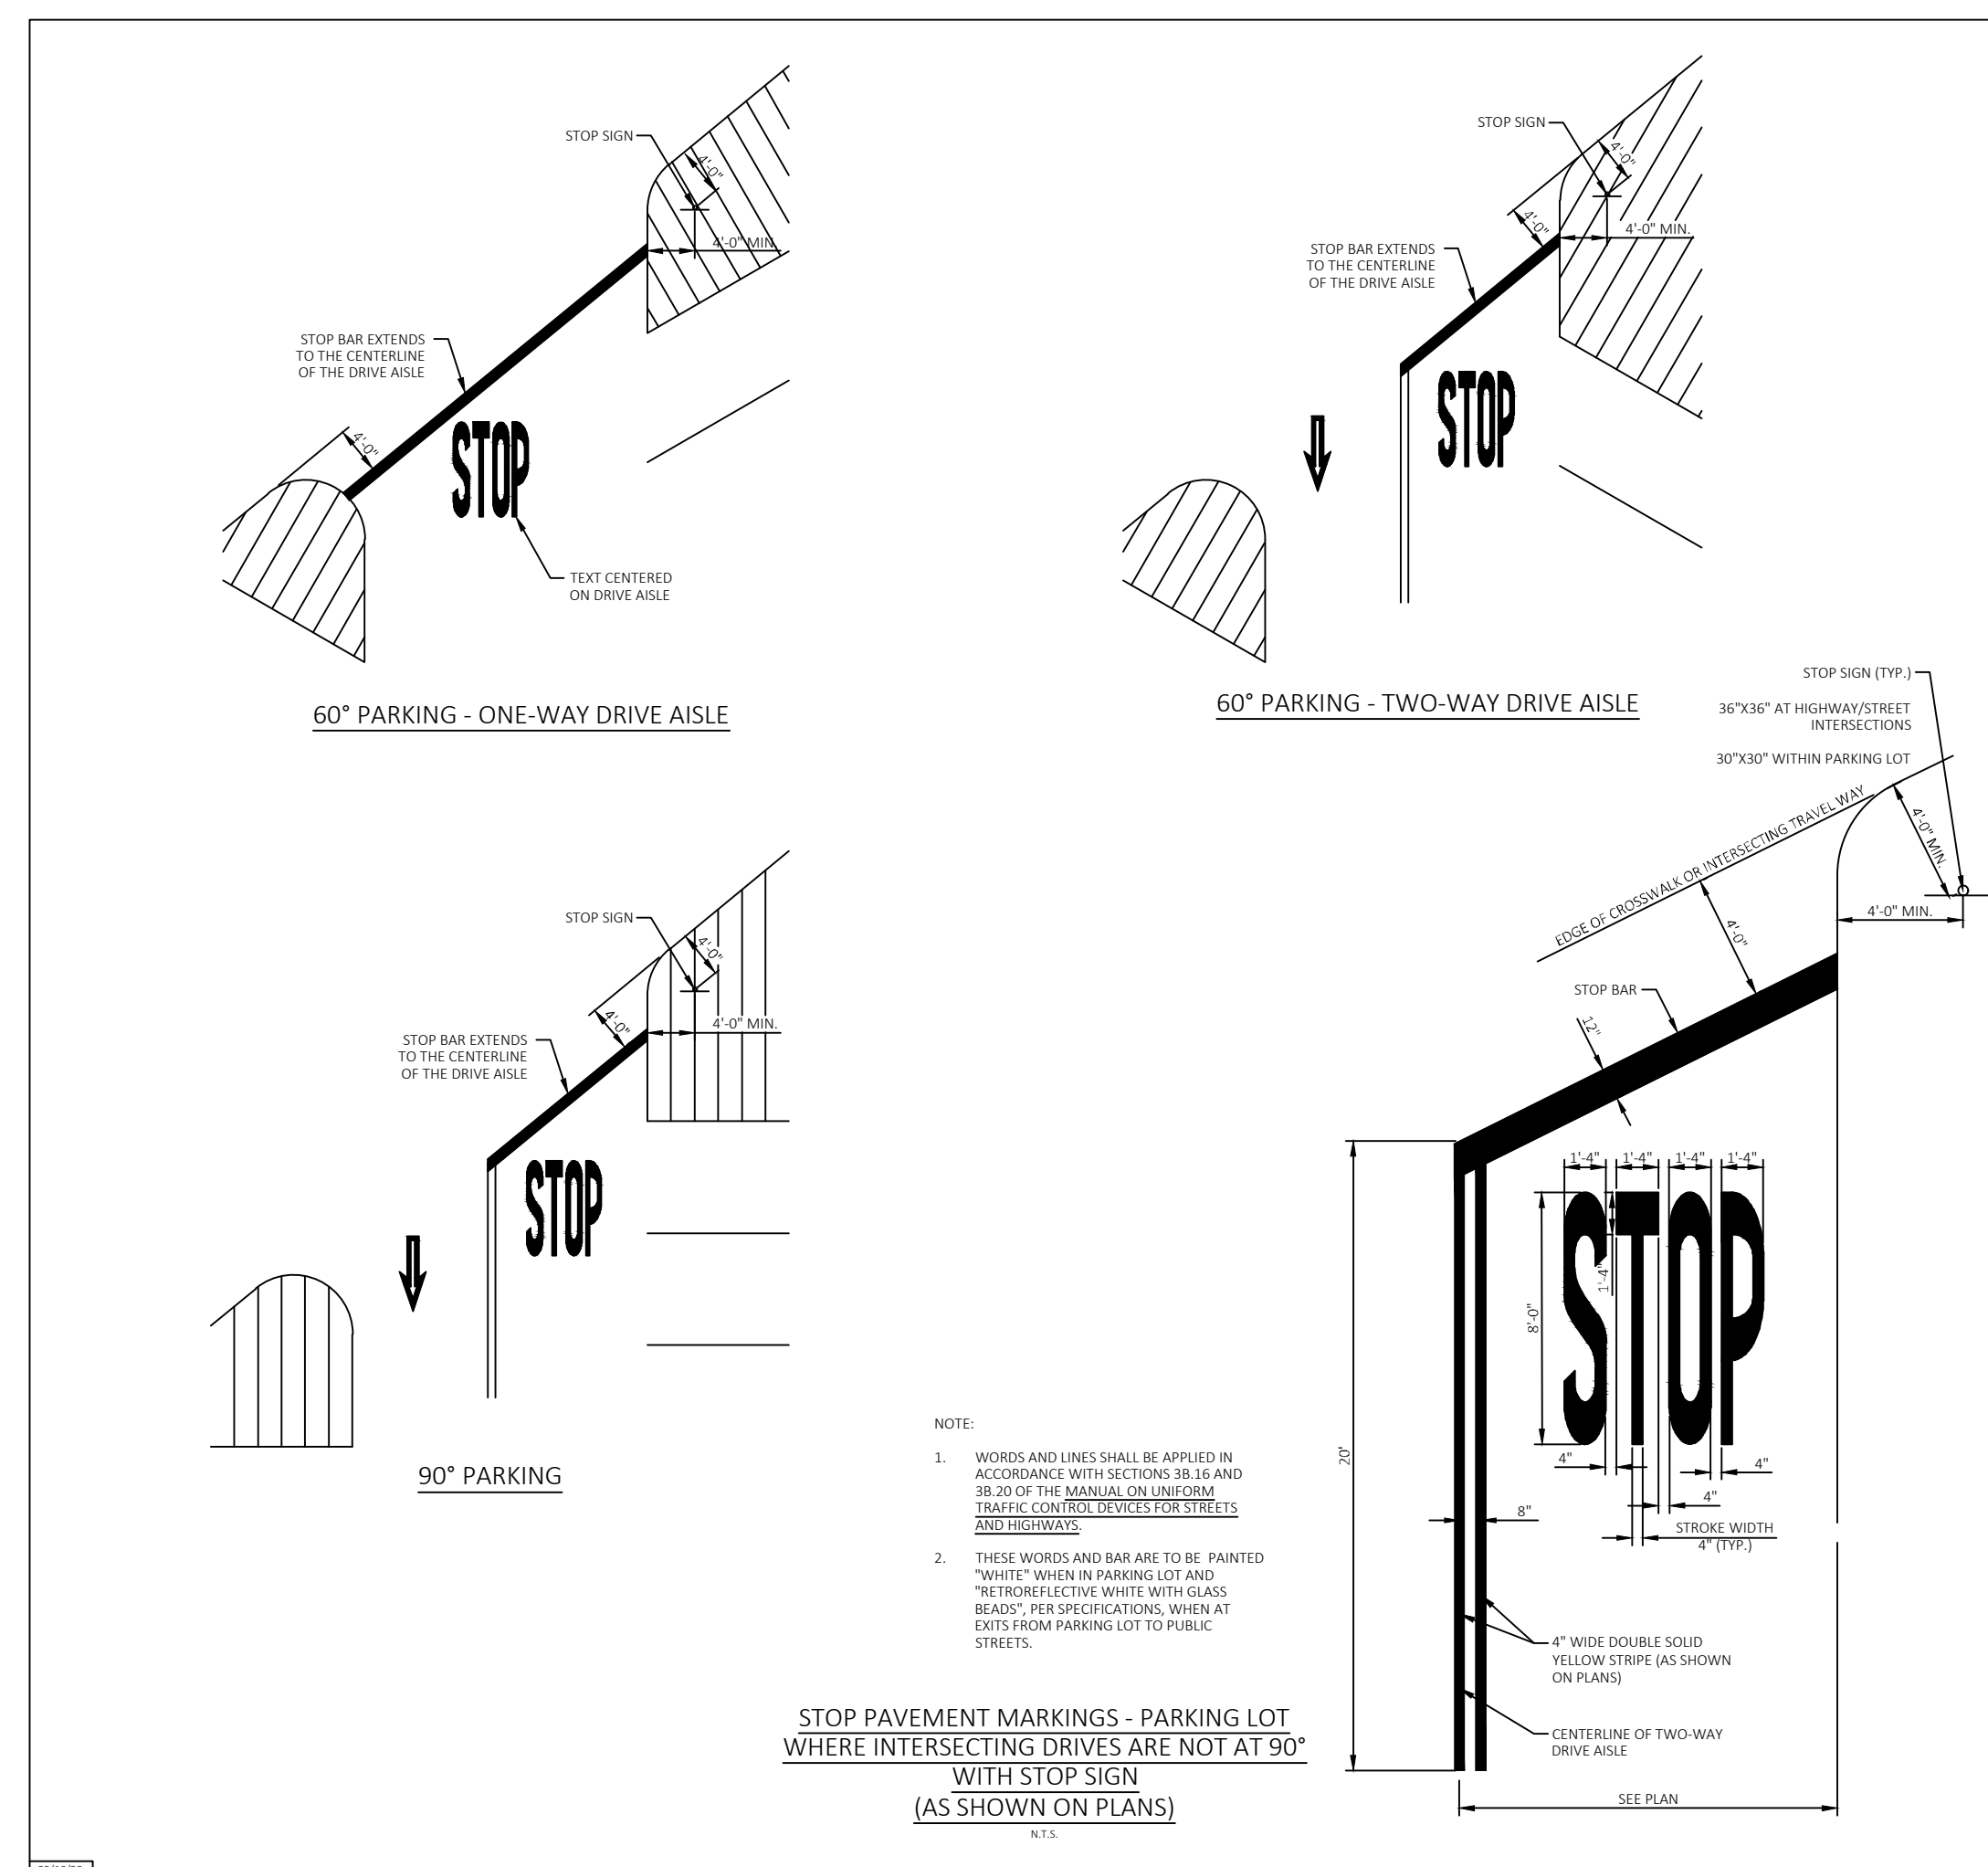 STOP SIGN
4'-0"
4'-0" MIN.
STOP BAR EXTENDS
TO THE CENTERLINE
OF THE DRIVE AISLE
4'-0"
STOP
TEXT CENTERED
ON DRIVE AISLE
60° PARKING - ONE-WAY DRIVE AISLE
STOP SIGN
4'-0"
4'-0"
4'-0" MIN.
STOP BAR EXTENDS
TO THE CENTERLINE
OF THE DRIVE AISLE
STOP
60° PARKING - TWO-WAY DRIVE AISLE
STOP SIGN
4'-0"
4'-0"
4'-0" MIN.
STOP BAR EXTENDS
TO THE CENTERLINE
OF THE DRIVE AISLE
STOP
90° PARKING
STOP SIGN (TYP.)
36"X36" AT HIGHWAY/STREET
INTERSECTIONS
30"X30" WITHIN PARKING LOT
EDGE OF CROSSWALK OR INTERSECTING TRAVEL WAY
4'-0" MIN.
4'-0" MIN.
4'-0"
STOP BAR
12"
1'-4" 1'-4" 1'-4" 1'-4"
STOP
1'-4"
8'-0"
20'
4"
4"
4"
8"
STROKE WIDTH
4" (TYP.)
4" WIDE DOUBLE SOLID
YELLOW STRIPE (AS SHOWN
ON PLANS)
CENTERLINE OF TWO-WAY
DRIVE AISLE
SEE PLAN
NOTE:
1. WORDS AND LINES SHALL BE APPLIED IN
ACCORDANCE WITH SECTIONS 3B.16 AND
3B.20 OF THE MANUAL ON UNIFORM
TRAFFIC CONTROL DEVICES FOR STREETS
AND HIGHWAYS.
2. THESE WORDS AND BAR ARE TO BE PAINTED
"WHITE" WHEN IN PARKING LOT AND
"RETROREFLECTIVE WHITE WITH GLASS
BEADS", PER SPECIFICATIONS, WHEN AT
EXITS FROM PARKING LOT TO PUBLIC
STREETS.
STOP PAVEMENT MARKINGS - PARKING LOT
WHERE INTERSECTING DRIVES ARE NOT AT 90°
WITH STOP SIGN
(AS SHOWN ON PLANS)
N.T.S.